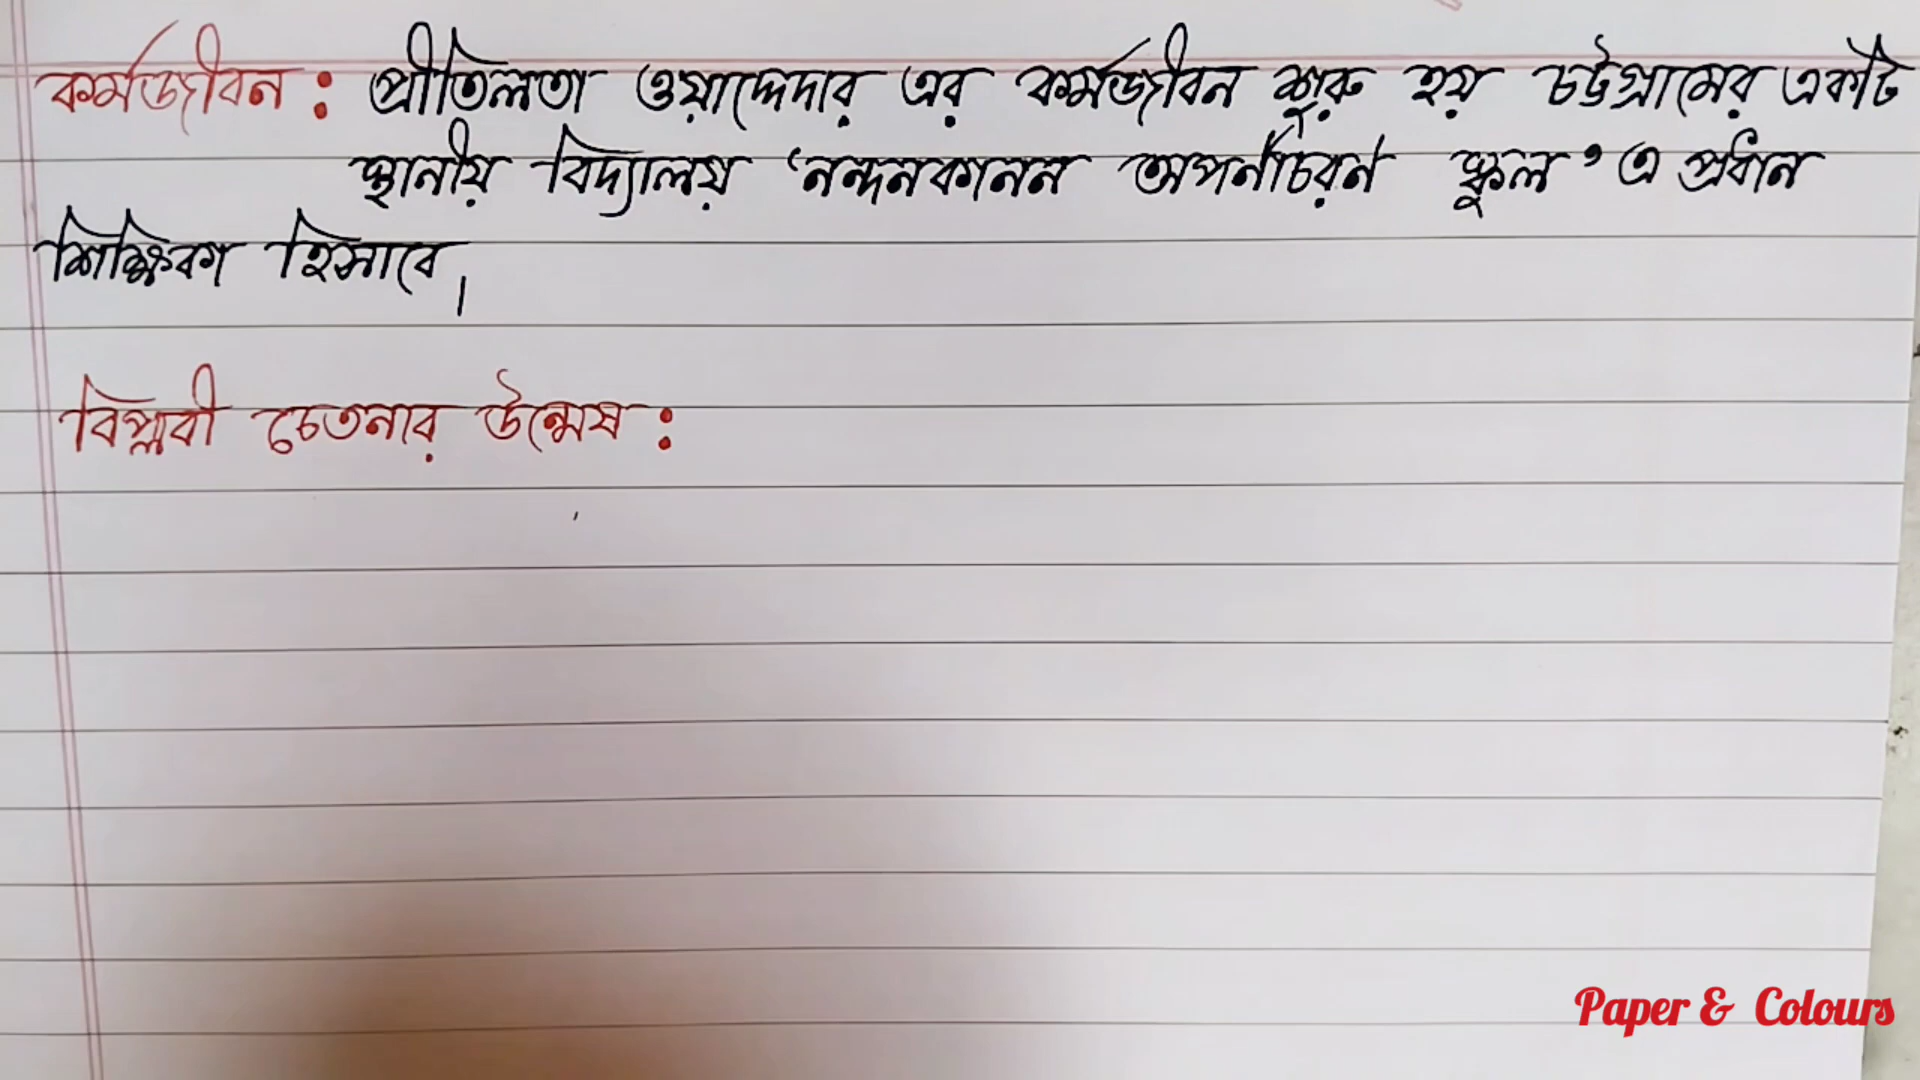 কর্মজীবন : প্রীতিলতা ওয়াদ্দেদার এর কর্মজীবন শুরু হয় চট্টগ্রামের একটি
স্থানীয় বিদ্যালয় ‘নন্দনকানন অপর্নাচরন স্কুল’ এ প্রধান
শিক্ষিকা হিসাবে।
বিপ্লবী চেতনার উন্মেষ :
Paper & Colours